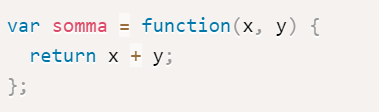 var somma = function(x, y) {
  return x + y;
};